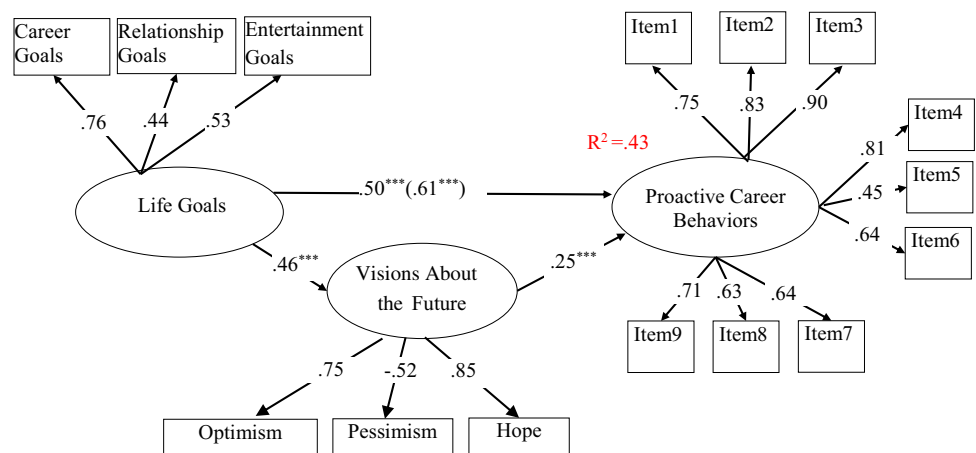 Career Goals
Relationship Goals
Entertainment Goals
Item1
Item2
Item3
.76
.44
.53
.75
.83
.90
Item4
R² =.43
.81
Item5
.45
Life Goals
.50***(.61***)
Proactive Career
Behaviors
.64
Item6
.46***
Visions About
the Future
.25***
.71
.63
.64
Item9
Item8
Item7
.75
-.52
.85
Optimism
Pessimism
Hope